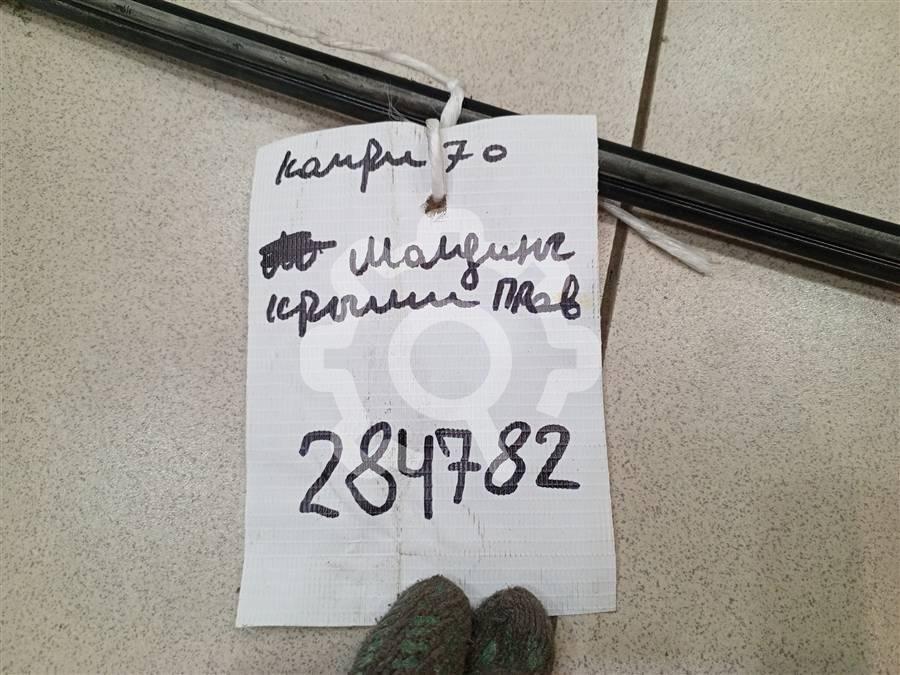 камри 70
Молдинг
крыши прав
284782